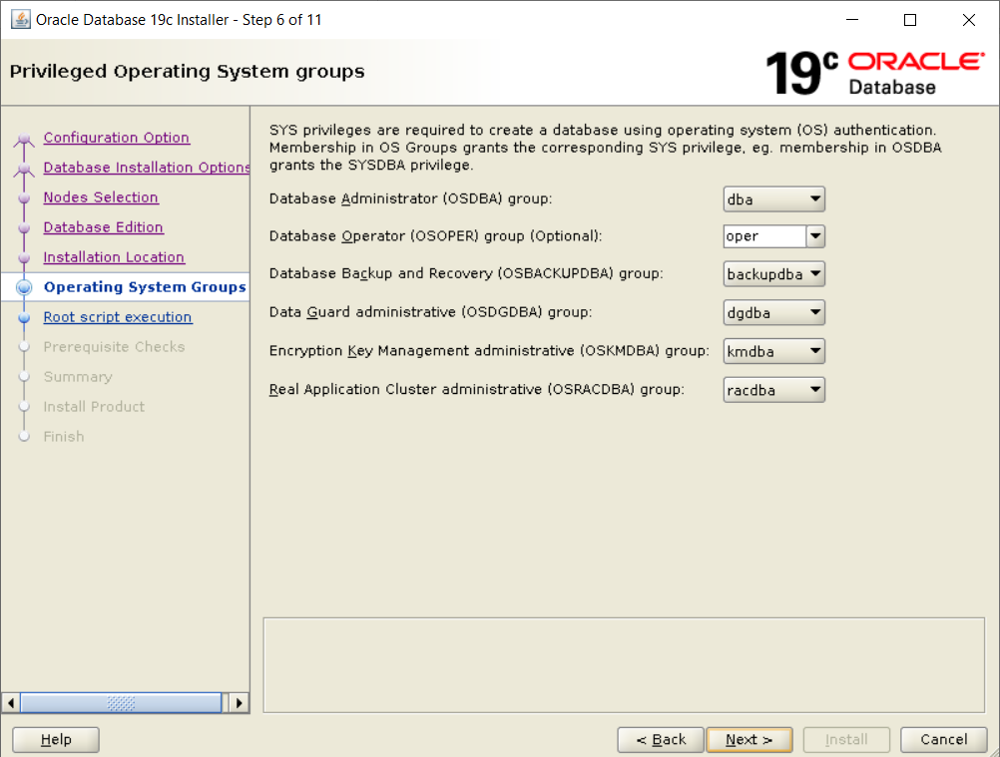 Oracle Database 19c Installer - Step 6 of 11
Privileged Operating System groups
19c ORACLE
Database
Configuration Option
Database Installation Options
Nodes Selection
Database Edition
Installation Location
Operating System Groups
Root script execution
Prerequisite Checks
Summary
Install Product
Finish
SYS privileges are required to create a database using operating system (OS) authentication.
Membership in OS Groups grants the corresponding SYS privilege, eg. membership in OSDBA
grants the SYSDBA privilege.
Database Administrator (OSDBA) group: dba
Database Operator (OSOPER) group (Optional): oper
Database Backup and Recovery (OSBACKUPDBA) group: backupdba
Data Guard administrative (OSDGDBA) group: dgdba
Encryption Key Management administrative (OSKMDBA) group: kmdba
Real Application Cluster administrative (OSRACDBA) group: racdba
Help < Back Next > Install Cancel